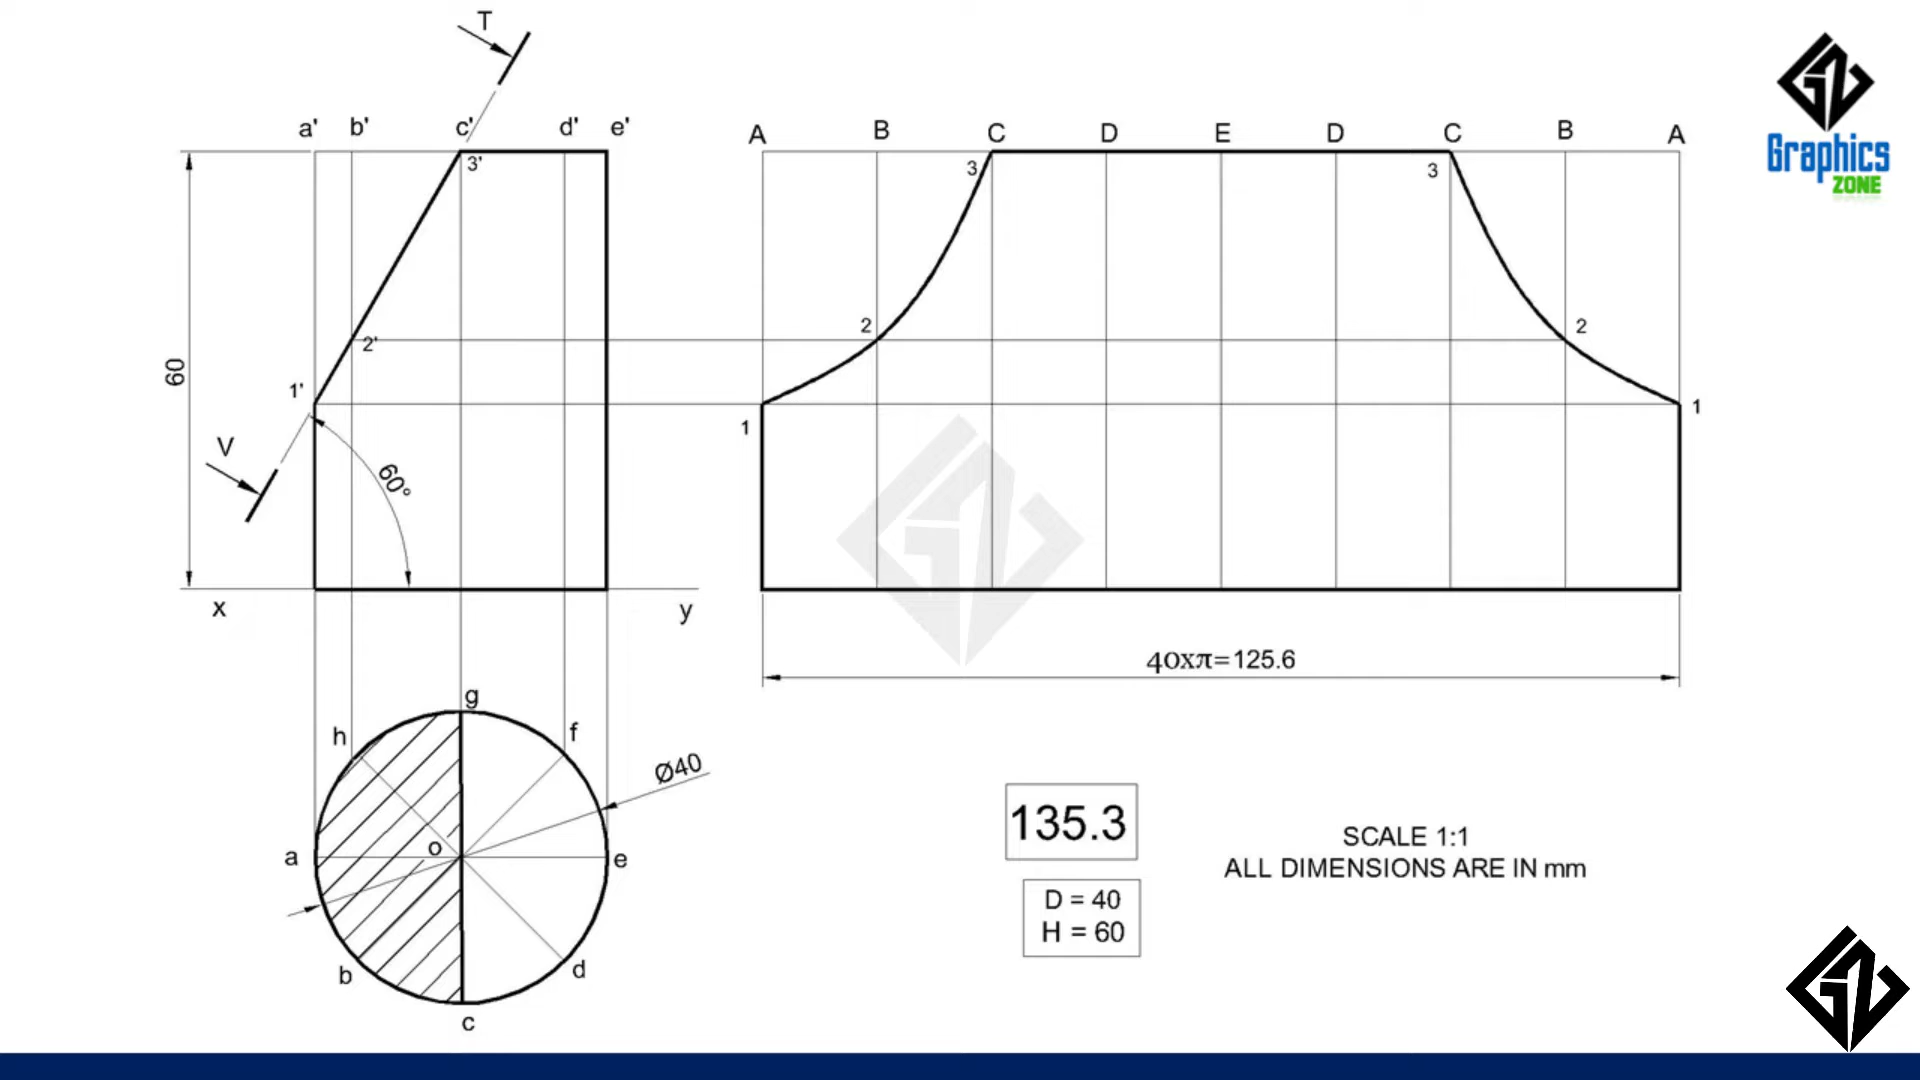 T
a' b' c' d' e'
A B C D E D C B A
3'
3
3
Graphics
ZONE
60
2'
2
2
1'
1
1
V
60°
x
y
40xπ=125.6
g
h
f
Ø40
a
o
e
b
d
c
135.3
D = 40
H = 60
SCALE 1:1
ALL DIMENSIONS ARE IN mm